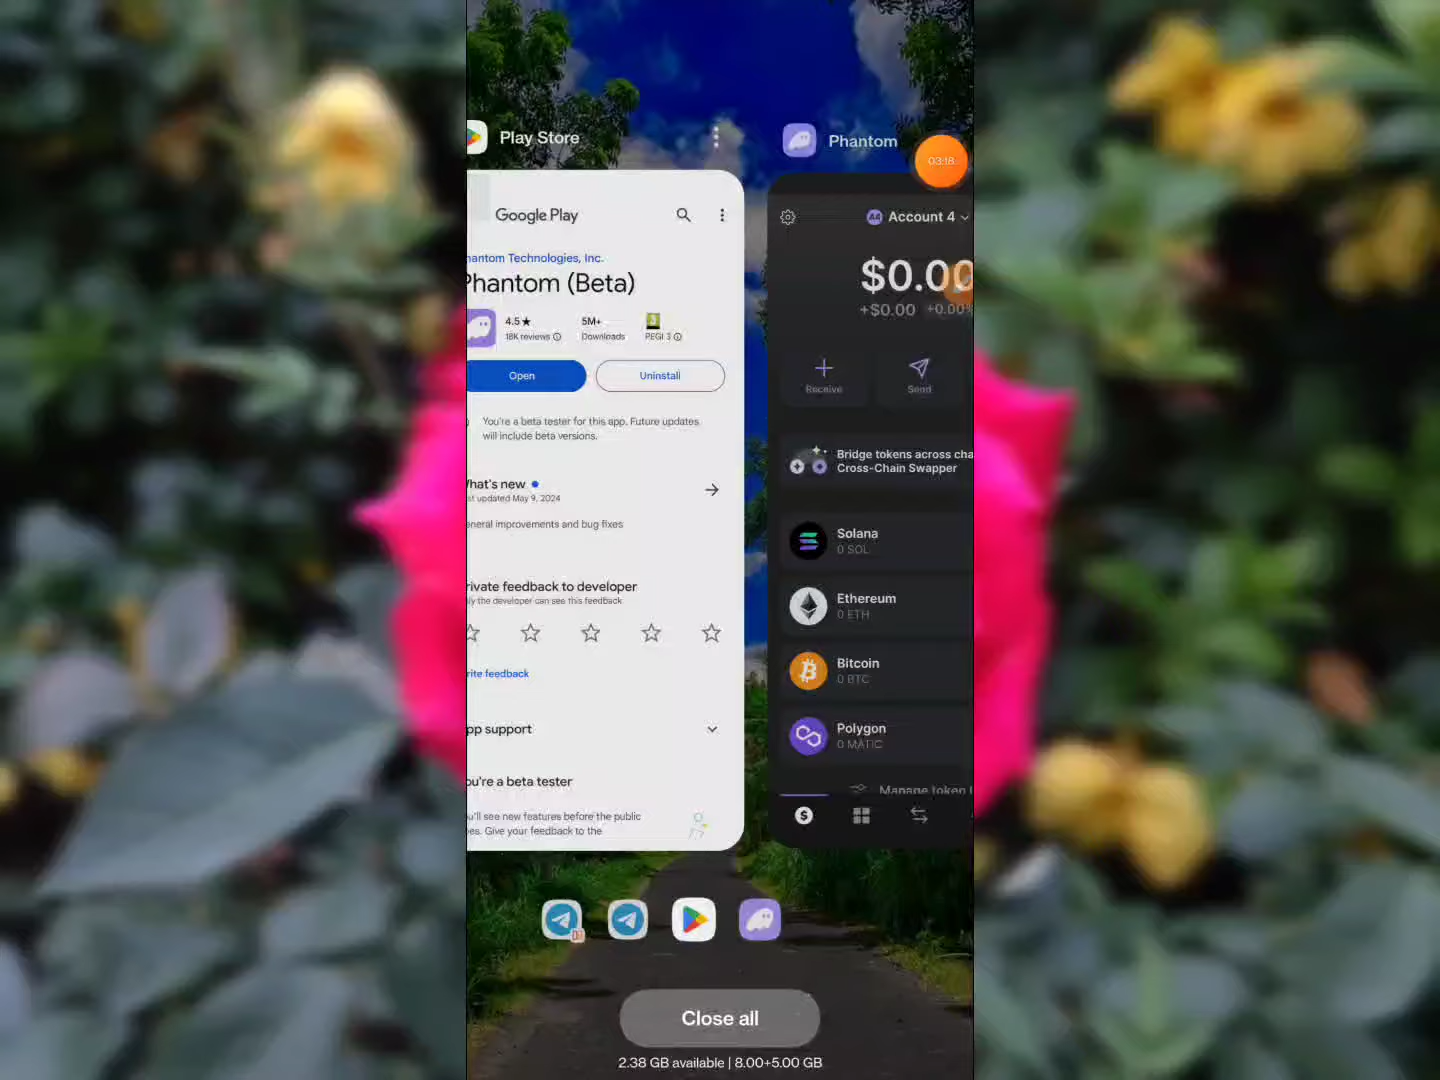 Play Store
Phantom
03:18
Google Play
Account 4
hantom Technologies, Inc.
Phantom (Beta)
$0.00
+$0.00 +0.00%
4.5★
18K reviews
5M+
Downloads
3
PEGI 3
Open
Uninstall
Receive
Send
You're a beta tester for this app. Future updates
will include beta versions.
Bridge tokens across cha
Cross-Chain Swapper
hat's new
st updated May 9, 2024
eneral improvements and bug fixes
Solana
0 SOL
rivate feedback to developer
ly the developer can see this feedback
Ethereum
0 ETH
rite feedback
Bitcoin
0 BTC
pp support
Polygon
0 MATIC
ou're a beta tester
Manage token l
u'll see new features before the public
es. Give your feedback to the
Close all
2.38 GB available | 8.00+5.00 GB